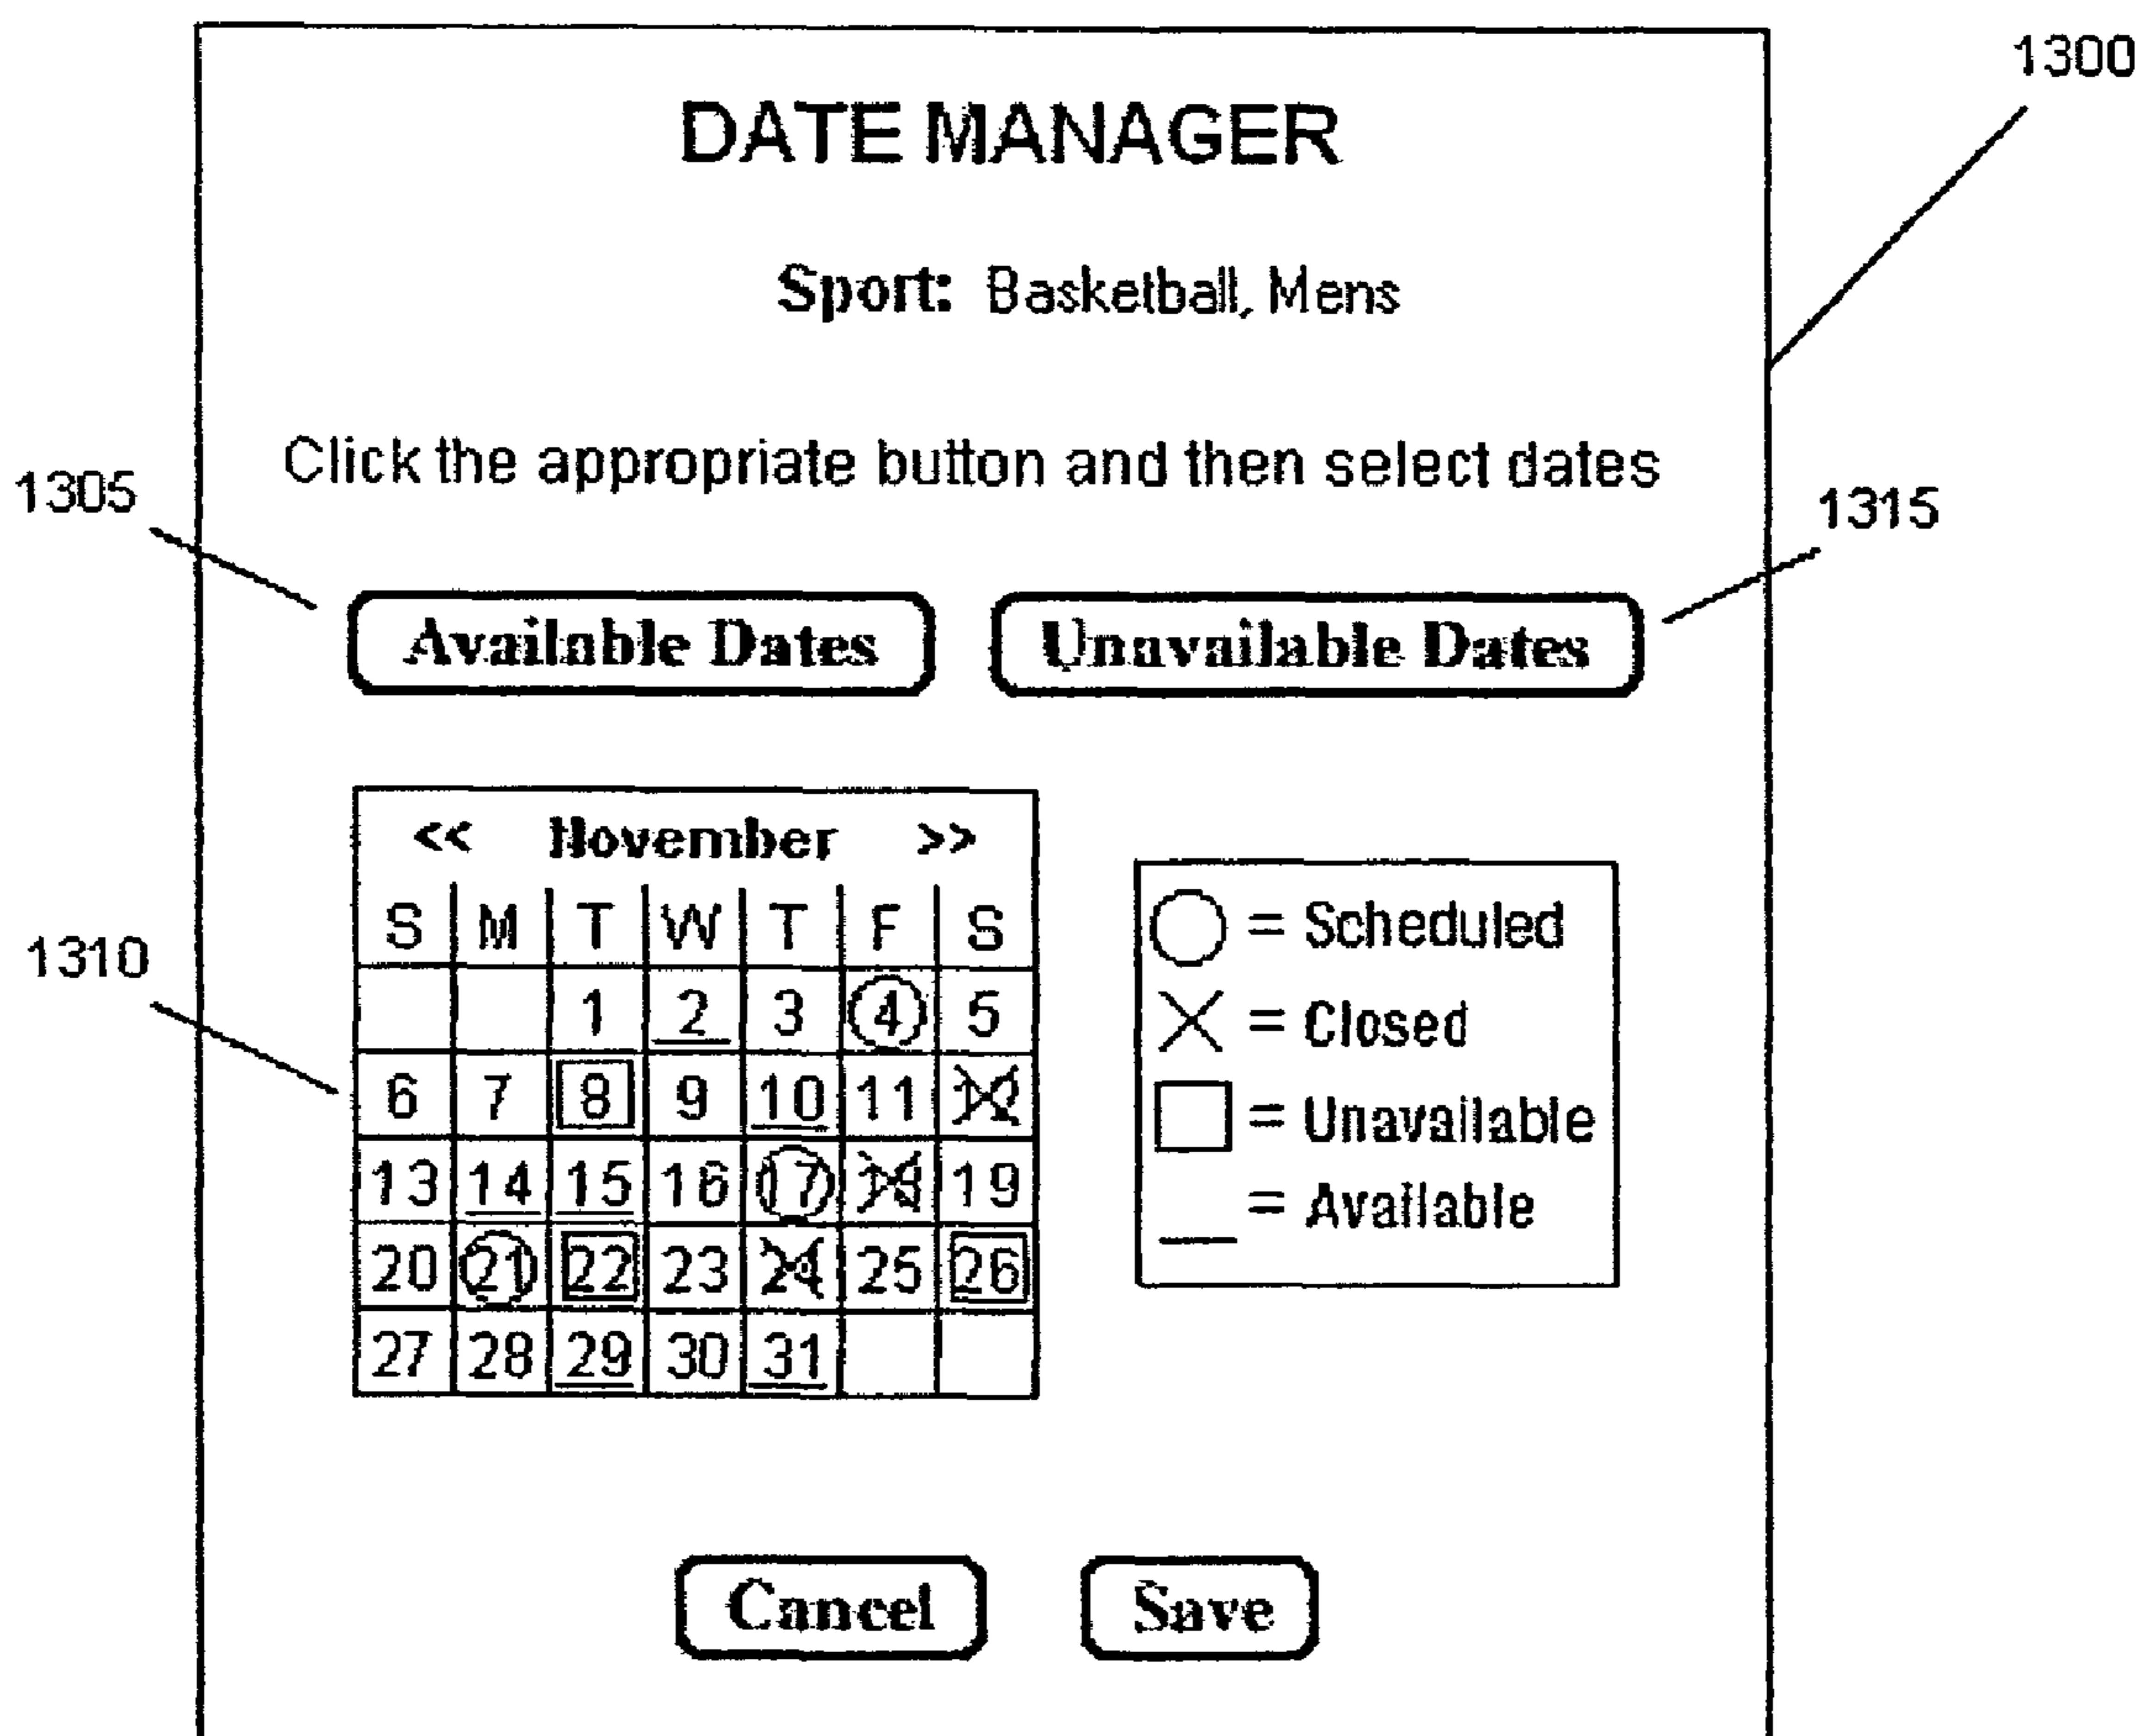 1300
DATE MANAGER
Sport: Basketball, Mens
Click the appropriate button and then select dates
1305
1315
Available Dates
Unavailable Dates
<< November >>
S M T W T F S
1 2 3 4 5
6 7 8 9 10 11 12
13 14 15 16 17 18 19
20 21 22 23 24 25 26
27 28 29 30 31
1310
= Scheduled
= Closed
= Unavailable
= Available
Cancel
Save